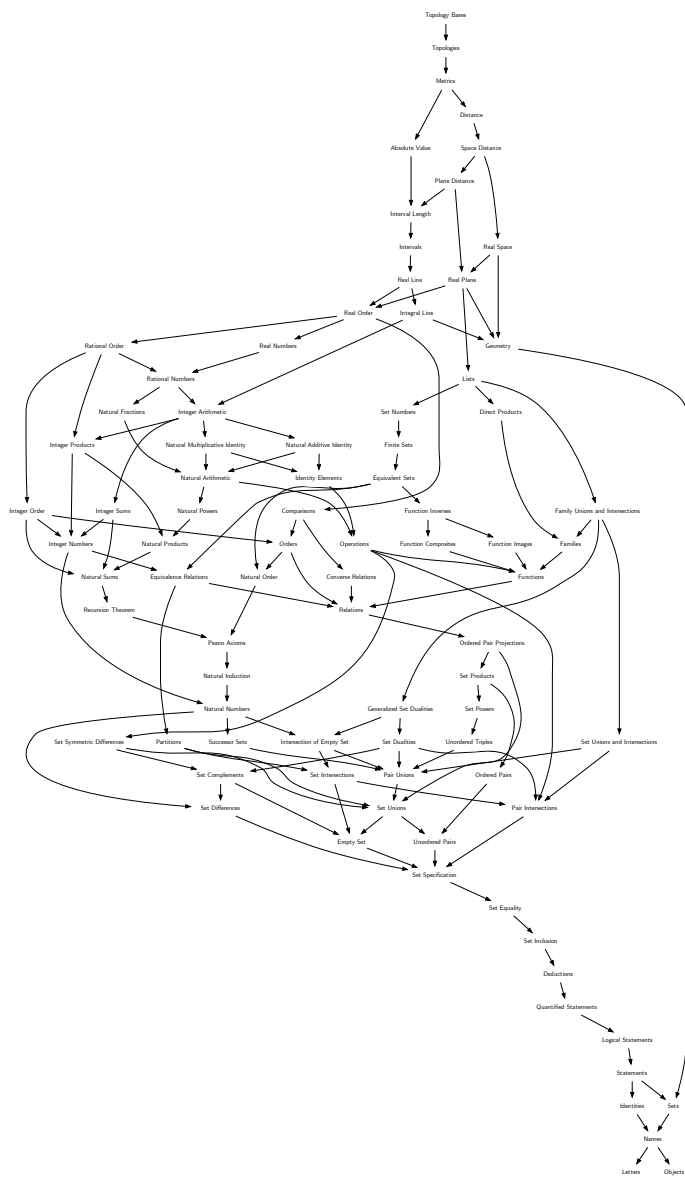 Topology Bases
Topologies
Metrics
Distance
Absolute Value
Space Distance
Plane Distance
Interval Length
Intervals
Real Space
Real Line
Real Plane
Real Order
Integral Line
Rational Order
Real Numbers
Geometry
Rational Numbers
Lists
Natural Fractions
Integer Arithmetic
Set Numbers
Direct Products
Integer Products
Natural Multiplicative Identity
Natural Additive Identity
Finite Sets
Natural Arithmetic
Identity Elements
Equivalent Sets
Integer Order
Integer Sums
Natural Powers
Comparisons
Function Inverses
Family Unions and Intersections
Integer Numbers
Natural Products
Orders
Operations
Function Composites
Function Images
Families
Natural Sums
Equivalence Relations
Natural Order
Converse Relations
Functions
Recursion Theorem
Relations
Peano Axioms
Ordered Pair Projections
Natural Induction
Set Products
Natural Numbers
Generalized Set Dualities
Set Powers
Set Symmetric Differences
Partitions
Successor Sets
Intersection of Empty Set
Set Dualities
Unordered Triples
Set Unions and Intersections
Set Complements
Set Intersections
Pair Unions
Ordered Pairs
Set Differences
Set Unions
Pair Intersections
Empty Set
Unordered Pairs
Set Specification
Set Equality
Set Inclusion
Deductions
Quantified Statements
Logical Statements
Statements
Identities
Sets
Names
Letters
Objects